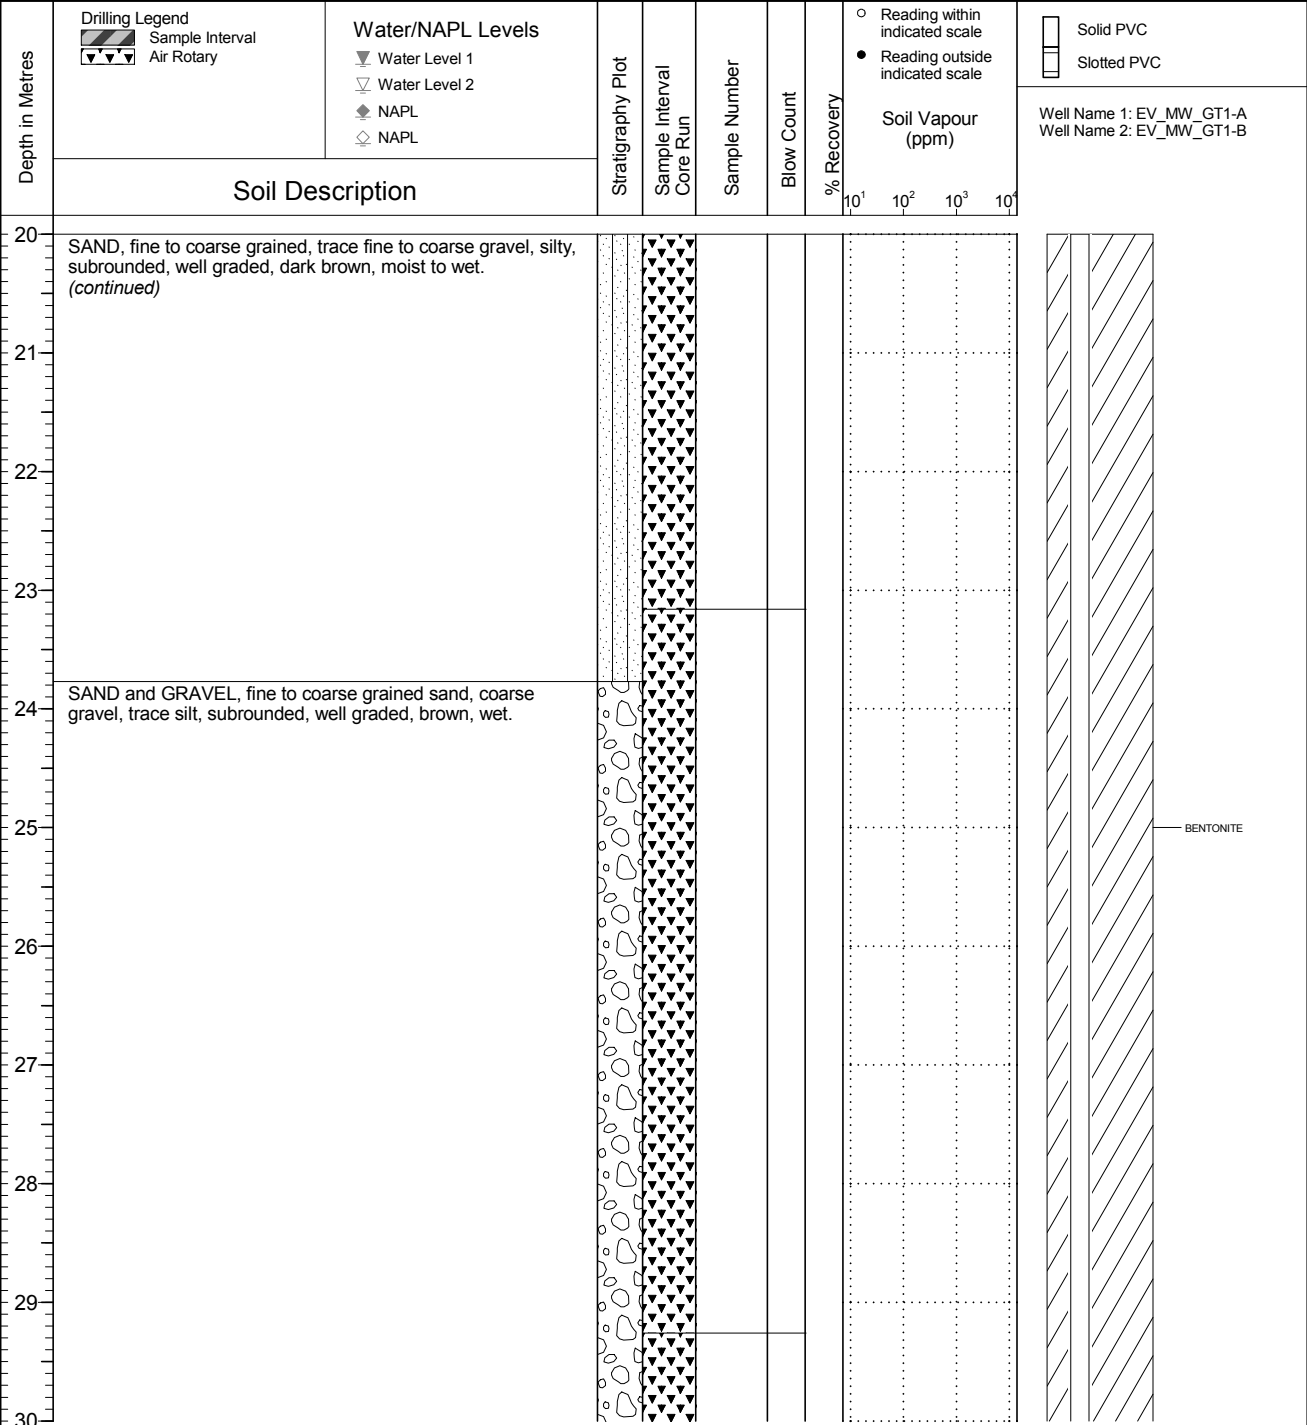 Depth in Metres
Drilling Legend
Sample Interval
Air Rotary
Water/NAPL Levels
Water Level 1
Water Level 2
NAPL
NAPL
Soil Description
Stratigraphy Plot
Sample Interval
Core Run
Sample Number
Blow Count
% Recovery
Reading within
indicated scale
Reading outside
indicated scale
Soil Vapour
(ppm)
10¹ 10² 10³ 10⁴
Solid PVC
Slotted PVC
Well Name 1: EV_MW_GT1-A
Well Name 2: EV_MW_GT1-B
20
SAND, fine to coarse grained, trace fine to coarse gravel, silty,
subrounded, well graded, dark brown, moist to wet.
(continued)
21
22
23
SAND and GRAVEL, fine to coarse grained sand, coarse
gravel, trace silt, subrounded, well graded, brown, wet.
24
25
BENTONITE
26
27
28
29
30